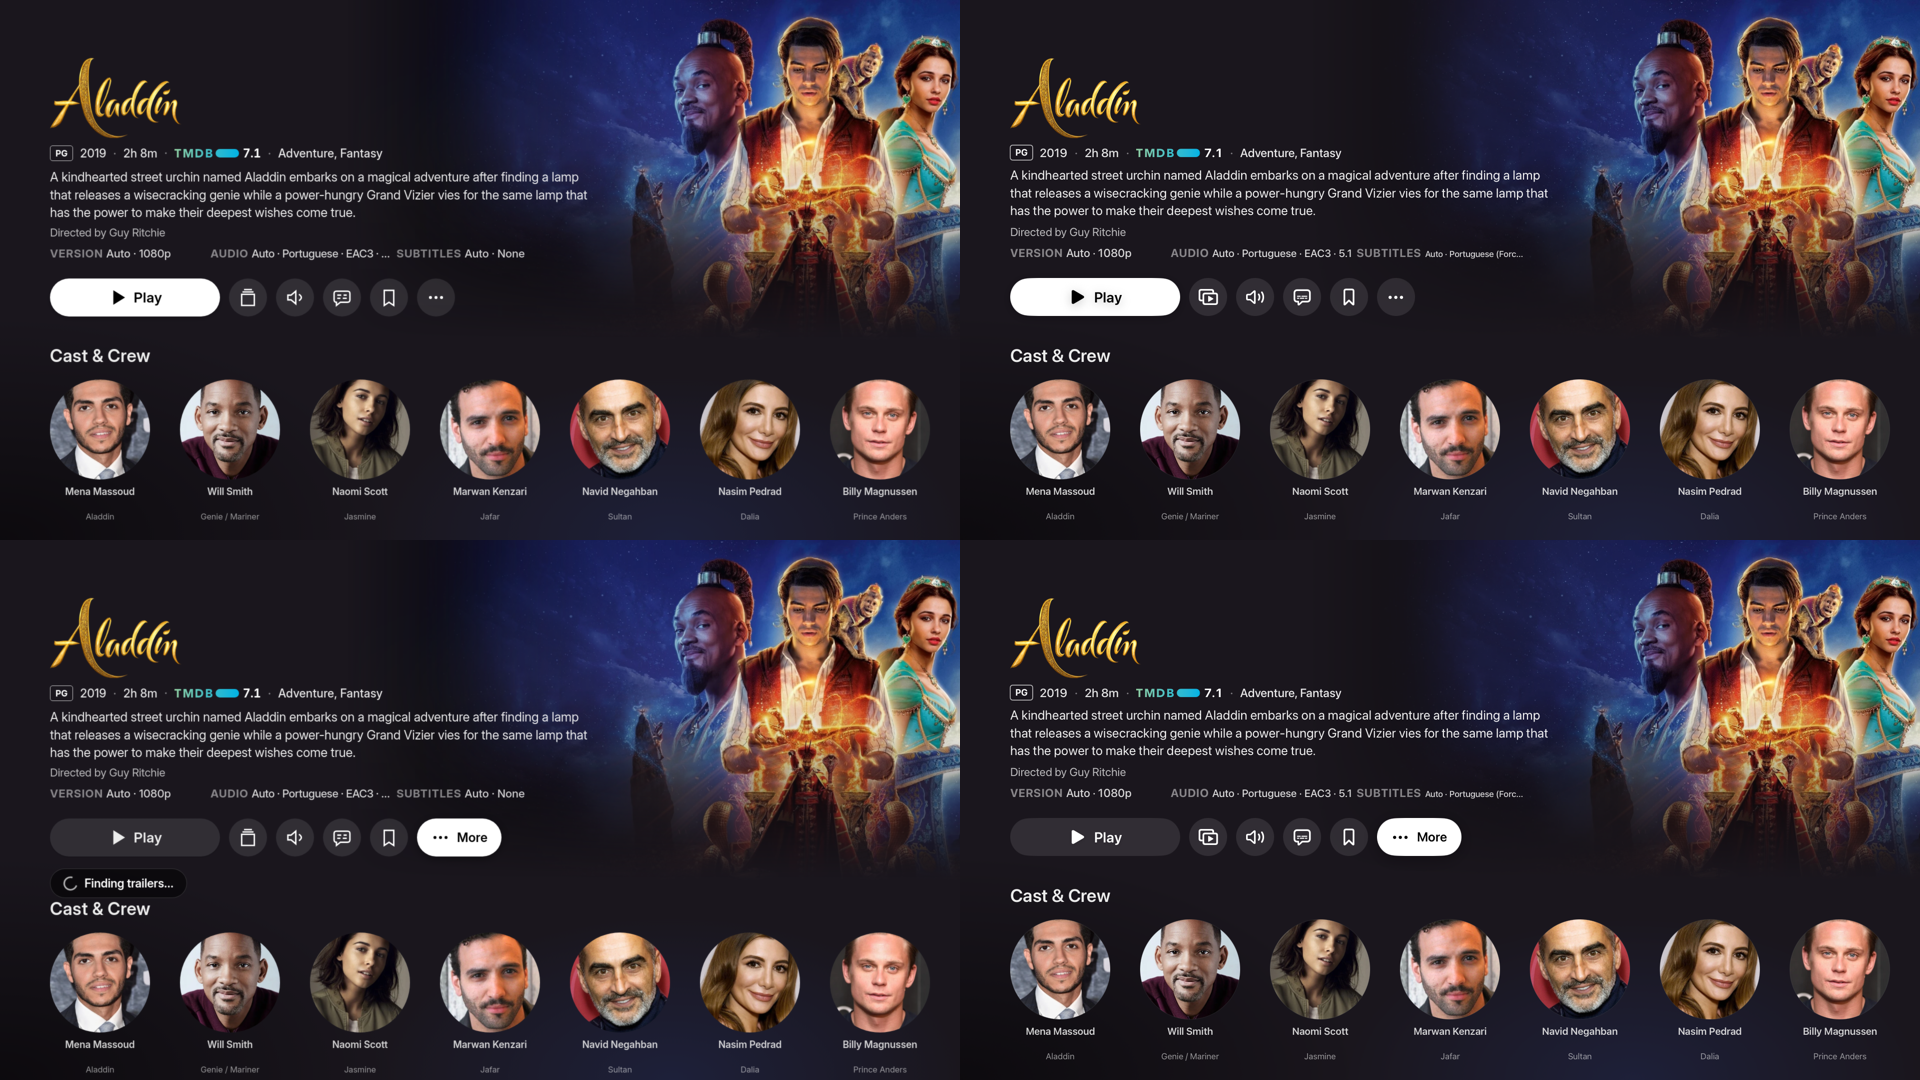 Aladdin
PG 2019 · 2h 8m · TMDB 7.1 · Adventure, Fantasy
A kindhearted street urchin named Aladdin embarks on a magical adventure after finding a lamp
that releases a wisecracking genie while a power-hungry Grand Vizier vies for the same lamp that
has the power to make their deepest wishes come true.
Directed by Guy Ritchie
VERSION Auto · 1080p AUDIO Auto · Portuguese · EAC3 · ... SUBTITLES Auto · None
Play
Cast & Crew
Mena Massoud Will Smith Naomi Scott Marwan Kenzari Navid Negahban Nasim Pedrad Billy Magnussen
Aladdin Genie / Mariner Jasmine Jafar Sultan Dalia Prince Anders
Aladdin
PG 2019 · 2h 8m · TMDB 7.1 · Adventure, Fantasy
A kindhearted street urchin named Aladdin embarks on a magical adventure after finding a lamp
that releases a wisecracking genie while a power-hungry Grand Vizier vies for the same lamp that
has the power to make their deepest wishes come true.
Directed by Guy Ritchie
VERSION Auto · 1080p AUDIO Auto · Portuguese · EAC3 · 5.1 SUBTITLES Auto · Portuguese (Forc...
Play
Cast & Crew
Mena Massoud Will Smith Naomi Scott Marwan Kenzari Navid Negahban Nasim Pedrad Billy Magnussen
Aladdin Genie / Mariner Jasmine Jafar Sultan Dalia Prince Anders
Aladdin
PG 2019 · 2h 8m · TMDB 7.1 · Adventure, Fantasy
A kindhearted street urchin named Aladdin embarks on a magical adventure after finding a lamp
that releases a wisecracking genie while a power-hungry Grand Vizier vies for the same lamp that
has the power to make their deepest wishes come true.
Directed by Guy Ritchie
VERSION Auto · 1080p AUDIO Auto · Portuguese · EAC3 · ... SUBTITLES Auto · None
Play ··· More
Finding trailers...
Cast & Crew
Mena Massoud Will Smith Naomi Scott Marwan Kenzari Navid Negahban Nasim Pedrad Billy Magnussen
Aladdin Genie / Mariner Jasmine Jafar Sultan Dalia Prince Anders
Aladdin
PG 2019 · 2h 8m · TMDB 7.1 · Adventure, Fantasy
A kindhearted street urchin named Aladdin embarks on a magical adventure after finding a lamp
that releases a wisecracking genie while a power-hungry Grand Vizier vies for the same lamp that
has the power to make their deepest wishes come true.
Directed by Guy Ritchie
VERSION Auto · 1080p AUDIO Auto · Portuguese · EAC3 · 5.1 SUBTITLES Auto · Portuguese (Forc...
Play ··· More
Cast & Crew
Mena Massoud Will Smith Naomi Scott Marwan Kenzari Navid Negahban Nasim Pedrad Billy Magnussen
Aladdin Genie / Mariner Jasmine Jafar Sultan Dalia Prince Anders